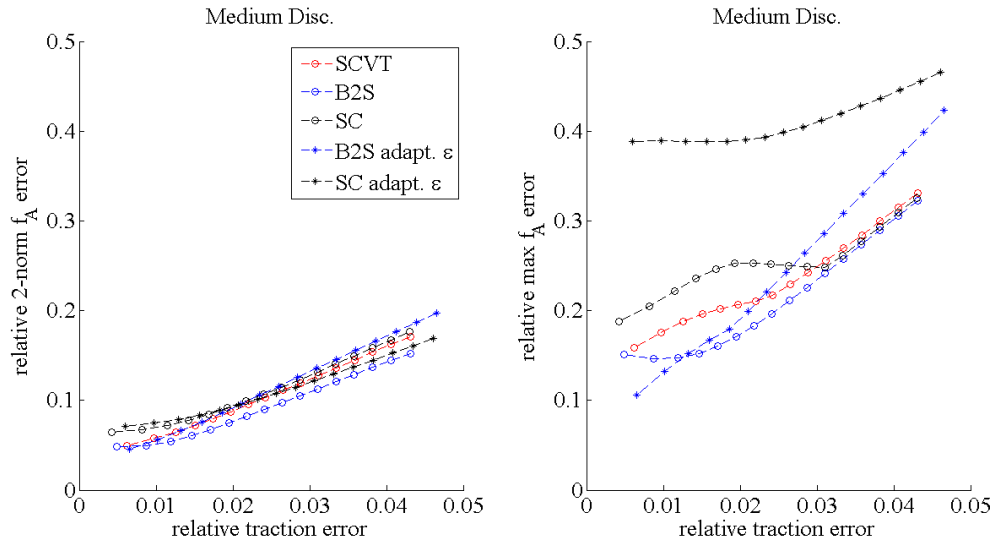 Medium Disc.
relative 2-norm f_A error
0.5
0.4
0.3
0.2
0.1
0
0
0.01
0.02
0.03
0.04
0.05
relative traction error
SCVT
B2S
SC
B2S adapt. ε
SC adapt. ε
Medium Disc.
relative max f_A error
0.5
0.4
0.3
0.2
0.1
0
0
0.01
0.02
0.03
0.04
0.05
relative traction error